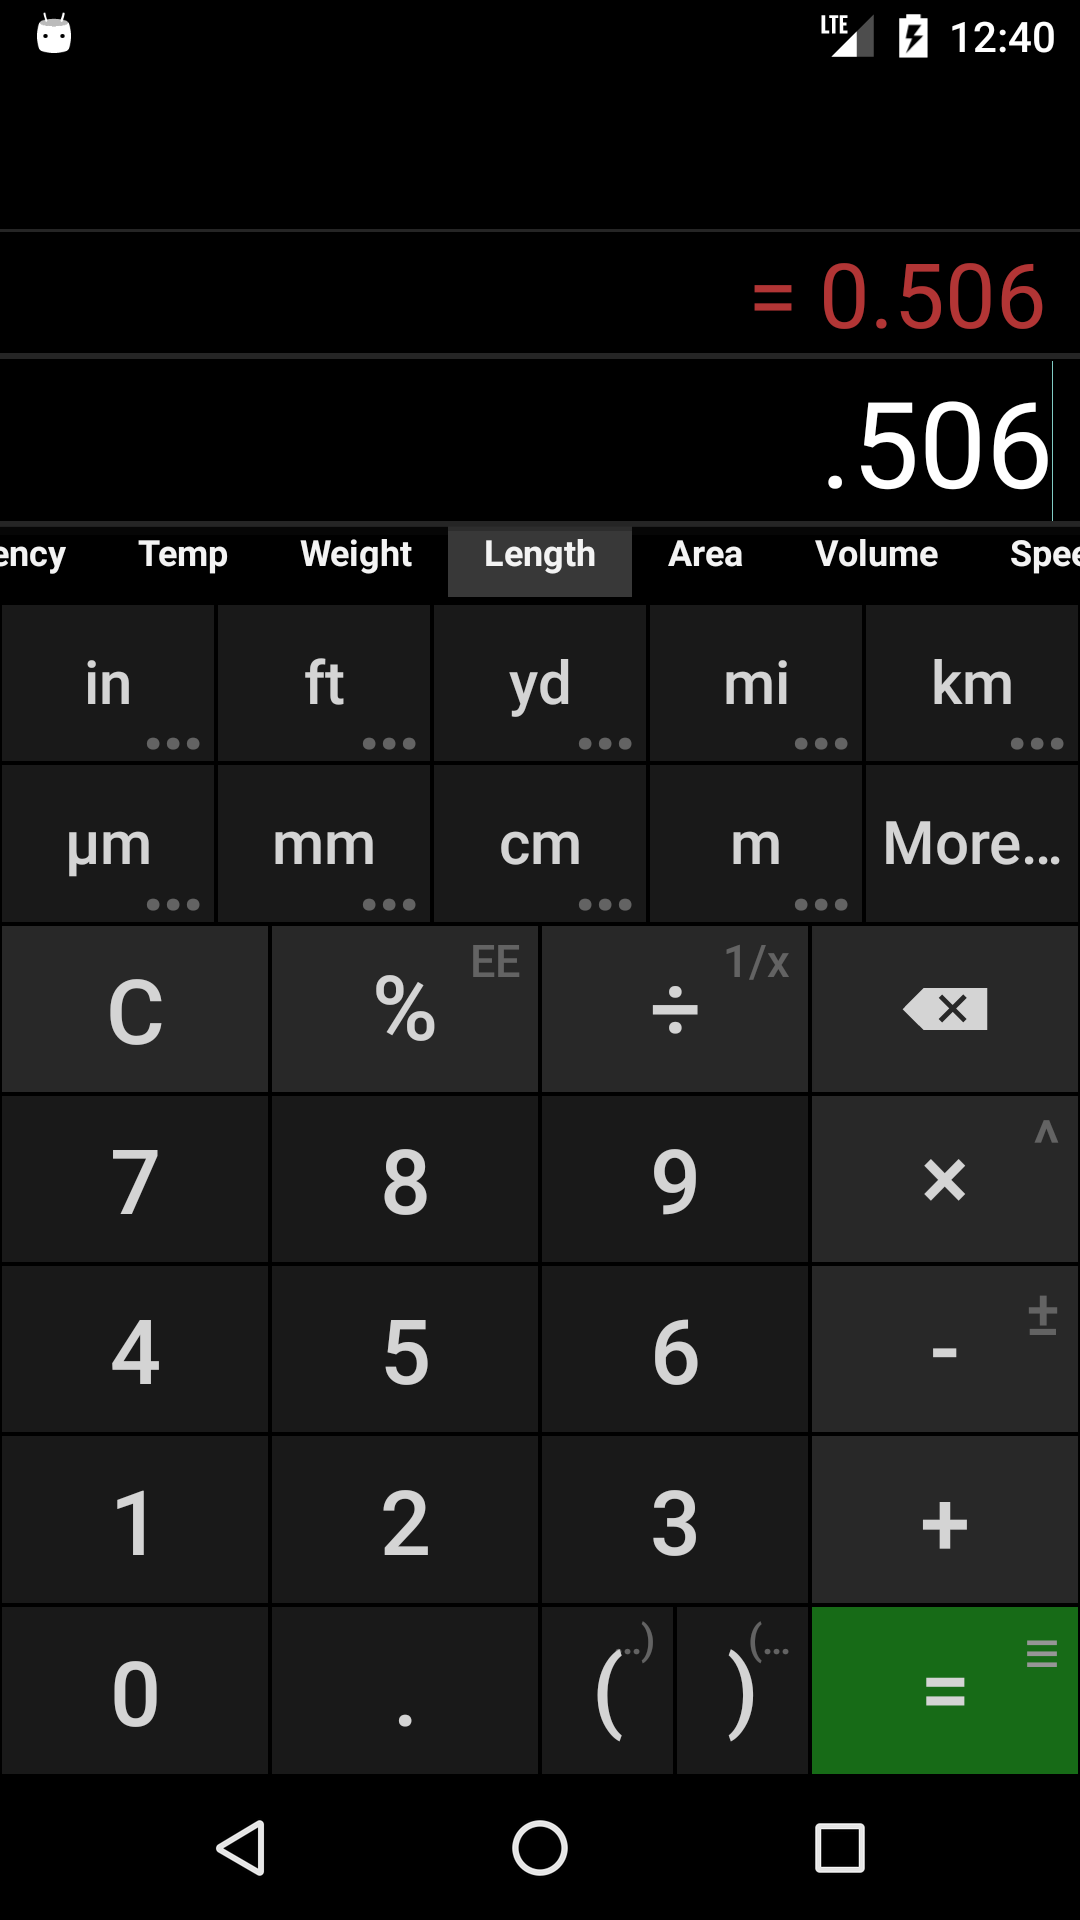 LTE 12:40
= 0.506
.506
ency Temp Weight Length Area Volume Spee
in ft yd mi km
µm mm cm m More...
C % EE ÷ 1/x
7 8 9 × ^
4 5 6 - ±
1 2 3 +
0 . ( ..) ) (... =